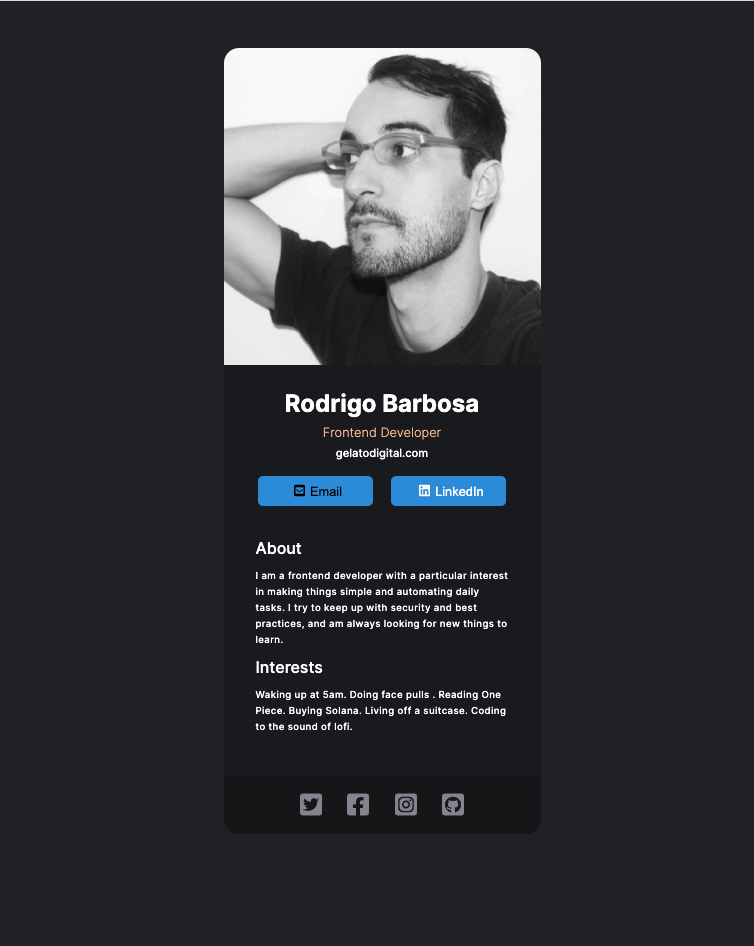 Rodrigo Barbosa
Frontend Developer
gelatodigital.com
Email
LinkedIn
About
I am a frontend developer with a particular interest
in making things simple and automating daily
tasks. I try to keep up with security and best
practices, and am always looking for new things to
learn.
Interests
Waking up at 5am. Doing face pulls . Reading One
Piece. Buying Solana. Living off a suitcase. Coding
to the sound of lofi.